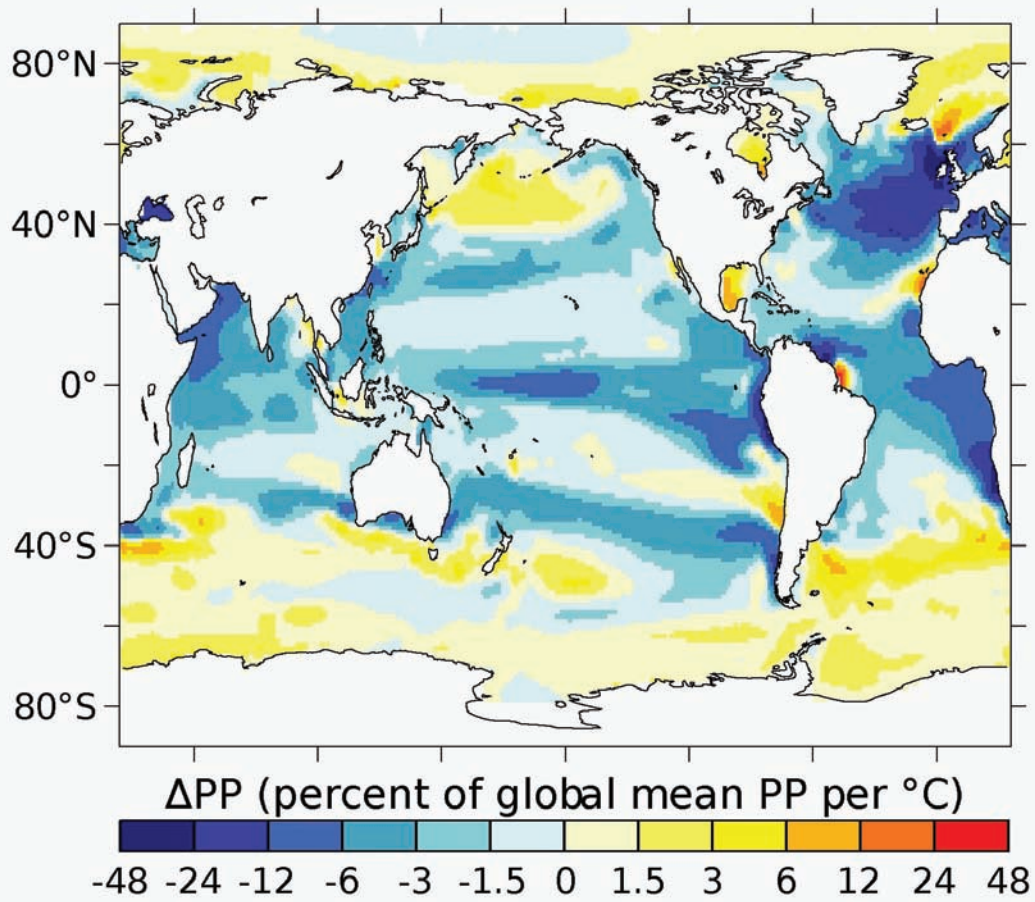 80°N
40°N
0°
40°S
80°S
ΔPP (percent of global mean PP per °C)
-48 -24 -12 -6 -3 -1.5 0 1.5 3 6 12 24 48